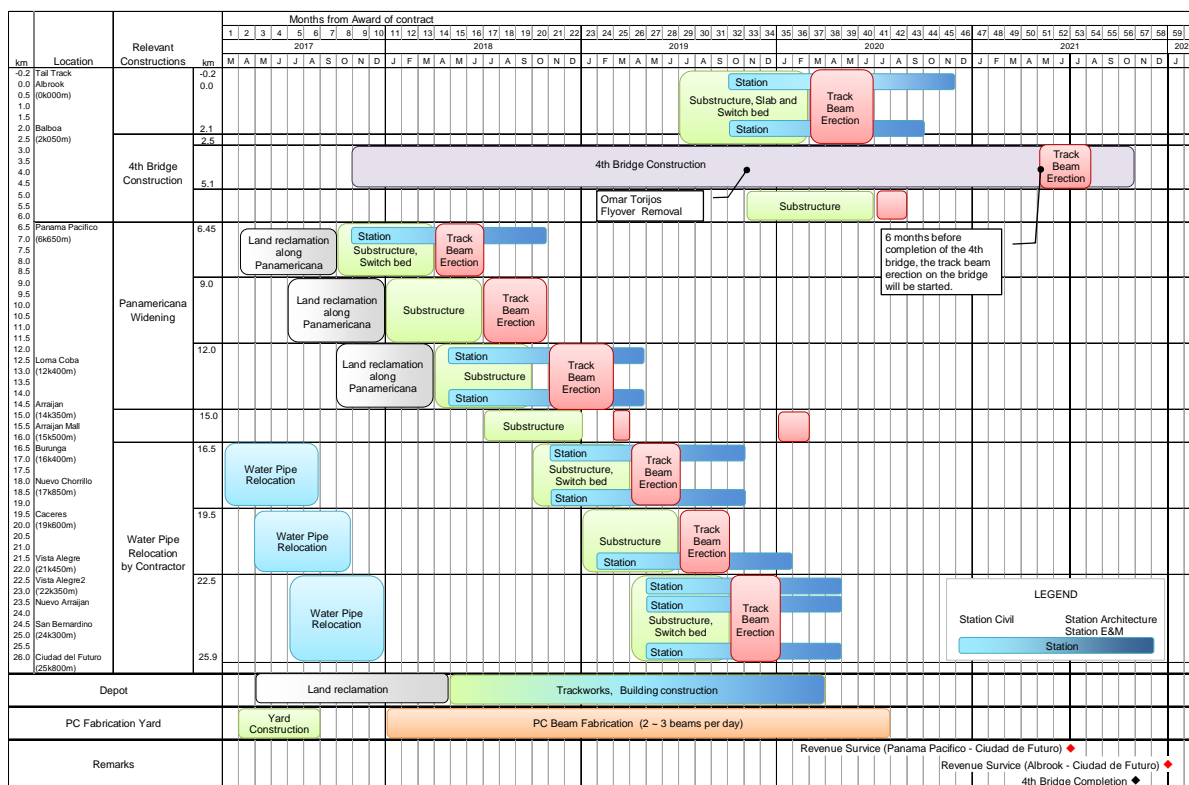 Months from Award of contract
1 2 3 4 5 6 7 8 9 10 11 12 13 14 15 16 17 18 19 20 21 22 23 24 25 26 27 28 29 30 31 32 33 34 35 36 37 38 39 40 41 42 43 44 45 46 47 48 49 50 51 52 53 54 55 56 57 58 59 60
2017 2018 2019 2020 2021 202
km Location Relevant Constructions km
M A M J J A S O N D J F M A M J J A S O N D J F M A M J J A S O N D J F M A M J J A S O N D J F M A M J J A S O N D J
-0.2 Tail Track -0.2
0.0 Albrook 0.0
0.5 (0k000m)
1.0
1.5
2.0 Balboa 2.1
2.5 (2k050m) 2.5
Station
Substructure, Slab and
Switch bed
Station
Track
Beam
Erection
3.0
3.5
4.0
4.5
5.0 5.1
5.5
6.0
4th Bridge
Construction
4th Bridge Construction
Track
Beam
Erection
Omar Torijos
Flyover Removal
Substructure
6 months before
completion of the 4th
bridge, the track beam
erection on the bridge
will be started.
6.5 Panama Pacifico 6.45
7.0 (6k650m)
7.5
8.0
8.5
Land reclamation
along
Panamericana
Station
Substructure,
Switch bed
Track
Beam
Erection
9.0 9.0
9.5
10.0
10.5
11.0
11.5
Panamericana
Widening
Land reclamation
along
Panamericana
Substructure
Track
Beam
Erection
12.0 12.0
12.5 Loma Coba
13.0 (12k400m)
13.5
14.0
14.5 Arraijan
Land reclamation
along
Panamericana
Station
Substructure
Station
Track
Beam
Erection
15.0 (14k350m) 15.0
15.5 Arraijan Mall
16.0 (15k500m)
Substructure
16.5 Burunga 16.5
17.0 (16k400m)
17.5
18.0 Nuevo Chorrillo
18.5 (17k850m)
19.0
Water Pipe
Relocation
Station
Substructure,
Switch bed
Station
Track
Beam
Erection
19.5 Caceres 19.5
20.0 (19k600m)
20.5
21.0
21.5 Vista Alegre
22.0 (21k450m)
Water Pipe
Relocation
by Contractor
Water Pipe
Relocation
Substructure
Station
Track
Beam
Erection
22.5 Vista Alegre2 22.5
23.0 ('22k350m)
23.5 Nuevo Arraijan
24.0
24.5 San Bernardino
25.0 (24k300m)
25.5
26.0 Ciudad del Futuro 25.9
(25k800m)
Water Pipe
Relocation
Station
Station
Substructure,
Switch bed
Station
Track
Beam
Erection
LEGEND
Station Civil Station Architecture
Station E&M
Station
Depot Land reclamation Trackworks, Building construction
PC Fabrication Yard Yard
Construction
PC Beam Fabrication (2 ~ 3 beams per day)
Remarks
Revenue Survice (Panama Pacifico - Ciudad de Futuro)
Revenue Survice (Albrook - Ciudad de Futuro)
4th Bridge Completion